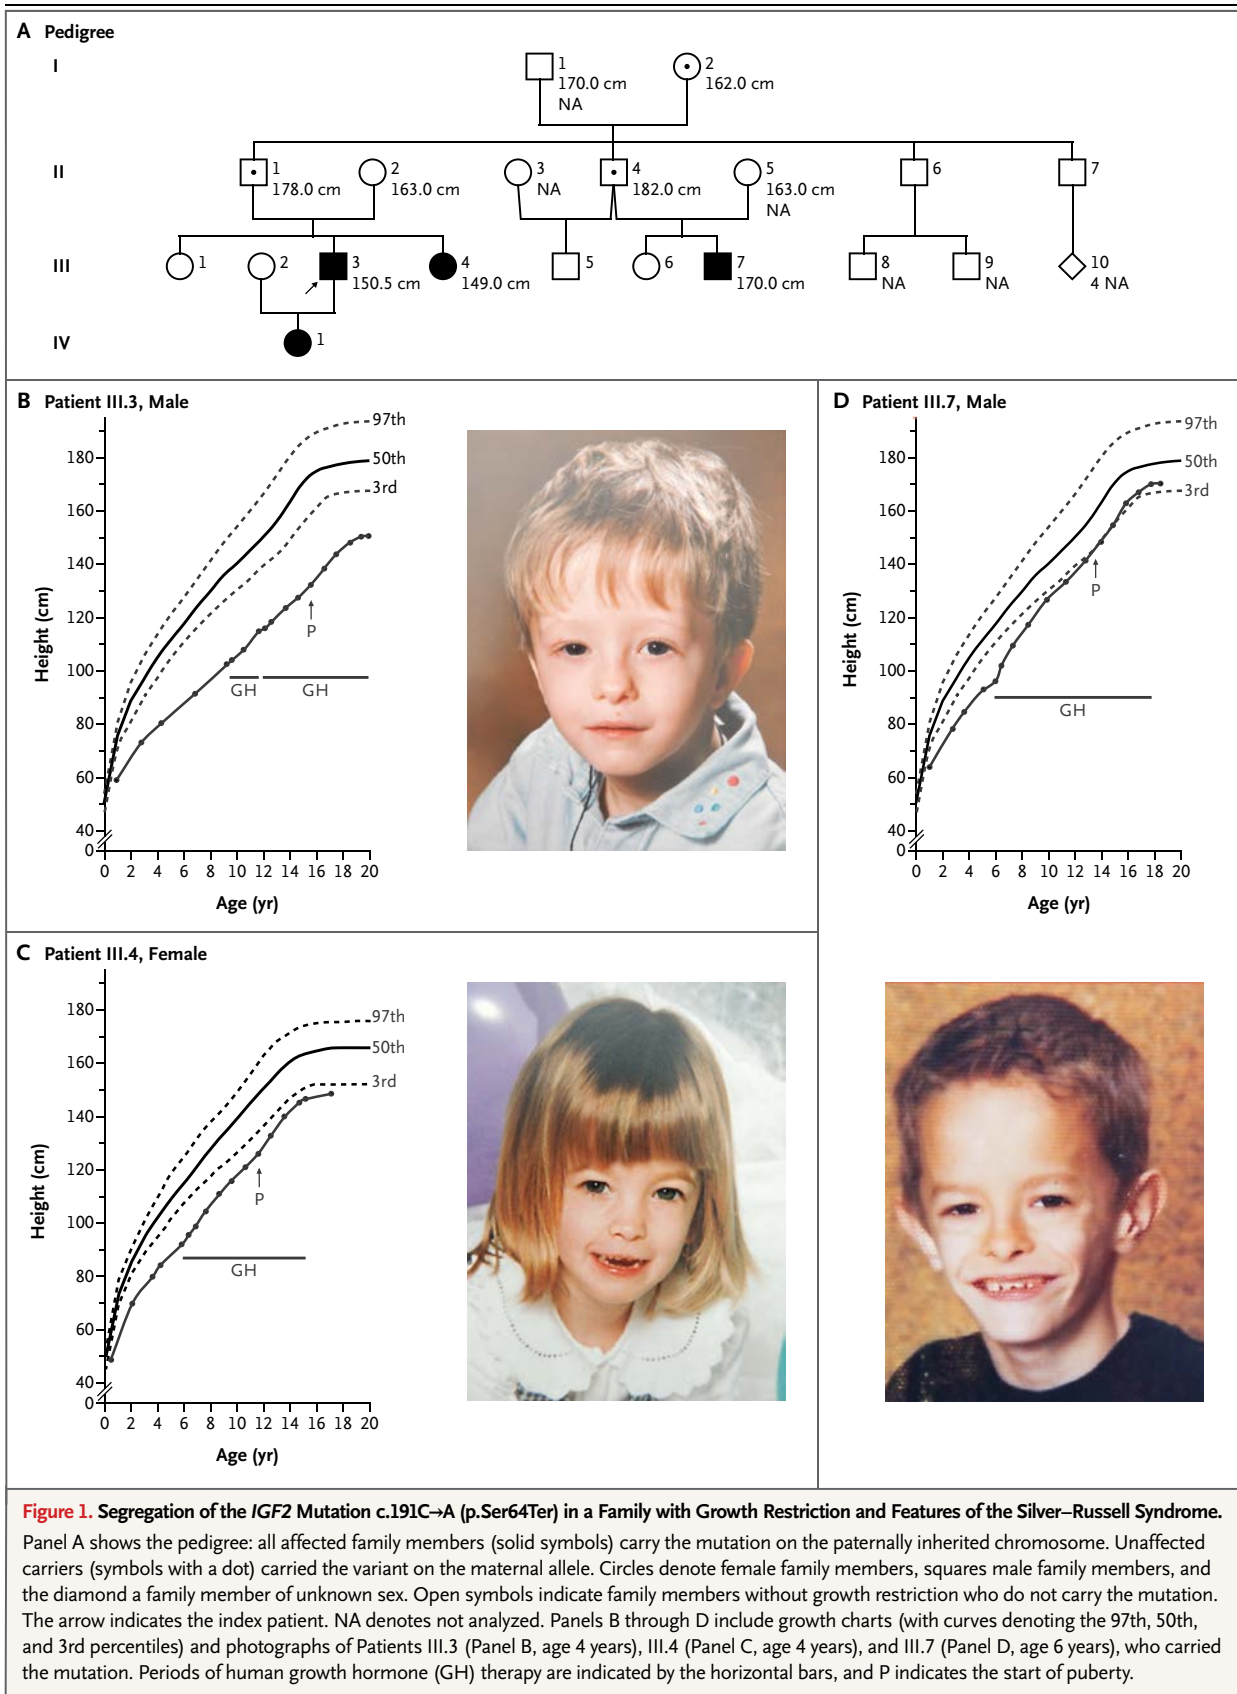 A Pedigree
I
1
170.0 cm
NA
2
162.0 cm
II
1
178.0 cm
2
163.0 cm
3
NA
4
182.0 cm
5
163.0 cm
NA
6
7
III
1
2
3
150.5 cm
4
149.0 cm
5
6
7
170.0 cm
8
NA
9
NA
10
4 NA
IV
1
B Patient III.3, Male
Height (cm)
180
160
140
120
100
80
60
40
0
97th
50th
3rd
P
GH
GH
0 2 4 6 8 10 12 14 16 18 20
Age (yr)
D Patient III.7, Male
Height (cm)
180
160
140
120
100
80
60
40
0
97th
50th
3rd
P
GH
0 2 4 6 8 10 12 14 16 18 20
Age (yr)
C Patient III.4, Female
Height (cm)
180
160
140
120
100
80
60
40
0
97th
50th
3rd
P
GH
0 2 4 6 8 10 12 14 16 18 20
Age (yr)
Figure 1. Segregation of the IGF2 Mutation c.191C→A (p.Ser64Ter) in a Family with Growth Restriction and Features of the Silver–Russell Syndrome.
Panel A shows the pedigree: all affected family members (solid symbols) carry the mutation on the paternally inherited chromosome. Unaffected
carriers (symbols with a dot) carried the variant on the maternal allele. Circles denote female family members, squares male family members, and
the diamond a family member of unknown sex. Open symbols indicate family members without growth restriction who do not carry the mutation.
The arrow indicates the index patient. NA denotes not analyzed. Panels B through D include growth charts (with curves denoting the 97th, 50th,
and 3rd percentiles) and photographs of Patients III.3 (Panel B, age 4 years), III.4 (Panel C, age 4 years), and III.7 (Panel D, age 6 years), who carried
the mutation. Periods of human growth hormone (GH) therapy are indicated by the horizontal bars, and P indicates the start of puberty.